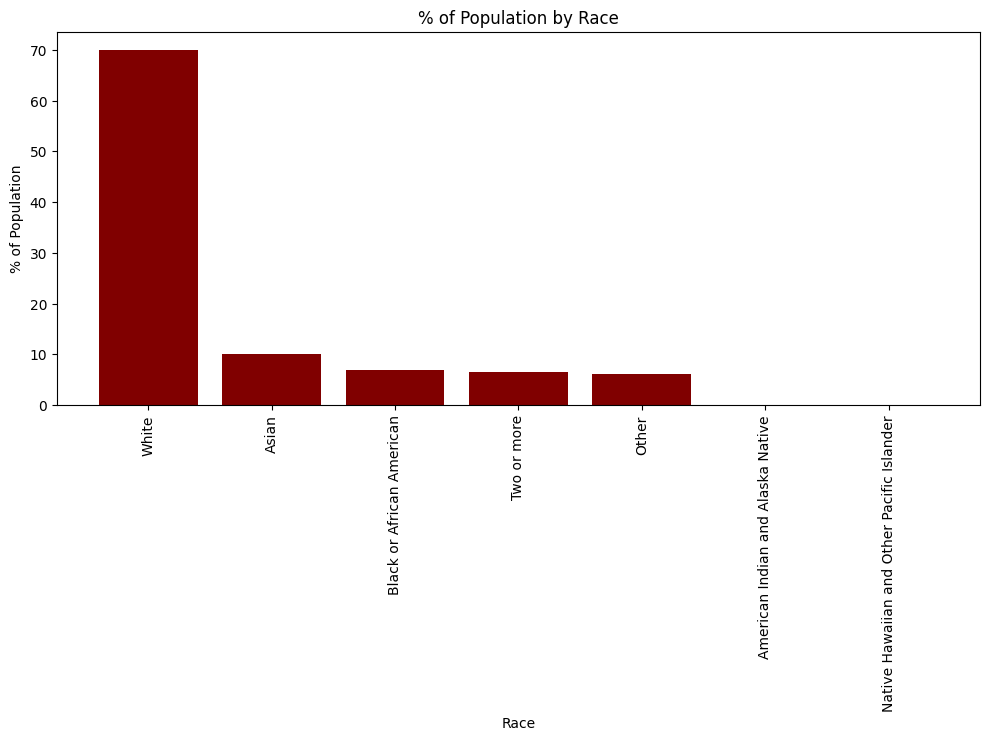 % of Population by Race
% of Population
70
60
50
40
30
20
10
0
White
Asian
Black or African American
Two or more
Other
American Indian and Alaska Native
Native Hawaiian and Other Pacific Islander
Race